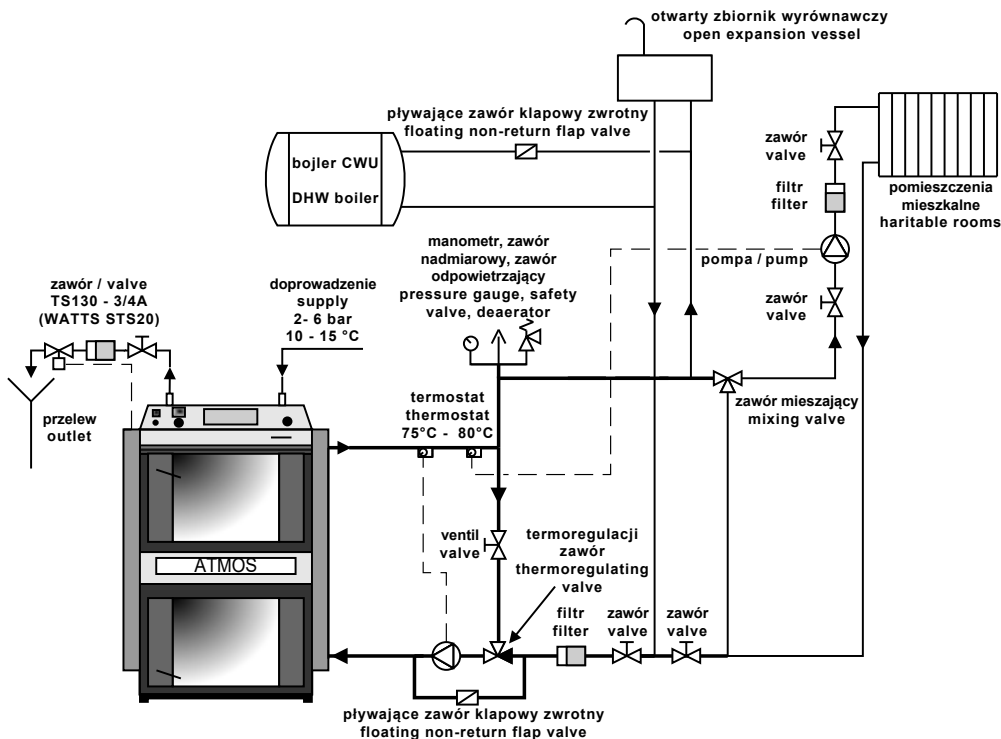 otwarty zbiornik wyrównawczy
open expansion vessel
pływające zawór klapowy zwrotny
floating non-return flap valve
bojler CWU
DHW boiler
zawór
valve
filtr
filter
pomieszczenia
mieszkalne
haritable rooms
manometr, zawór
nadmiarowy, zawór
odpowietrzający
pressure gauge, safety
valve, deaerator
pompa / pump
zawór
valve
zawór / valve
TS130 - 3/4A
(WATTS STS20)
doprowadzenie
supply
2- 6 bar
10 - 15 °C
przelew
outlet
termostat
thermostat
75°C - 80°C
zawór mieszający
mixing valve
ventil
valve
termoregulacji
zawór
thermoregulating
valve
ATMOS
filtr
filter
zawór
valve
zawór
valve
pływające zawór klapowy zwrotny
floating non-return flap valve